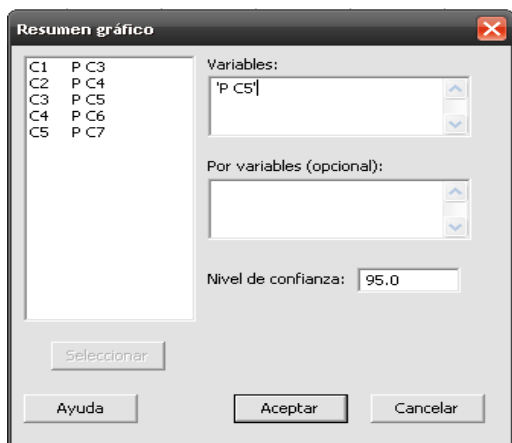 Resumen gráfico
C1 P C3
C2 P C4
C3 P C5
C4 P C6
C5 P C7
Variables:
'P C5'
Por variables (opcional):
Nivel de confianza: 95.0
Seleccionar
Ayuda
Aceptar
Cancelar